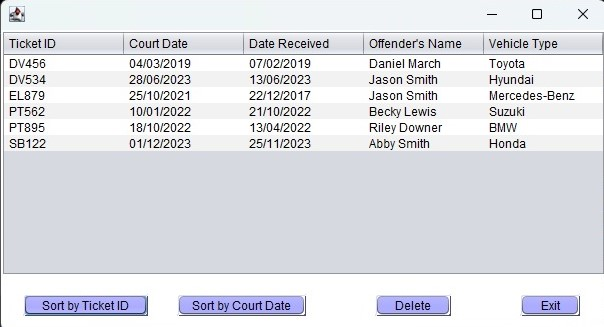 Ticket ID Court Date Date Received Offender's Name Vehicle Type
DV456 04/03/2019 07/02/2019 Daniel March Toyota
DV534 28/06/2023 13/06/2023 Jason Smith Hyundai
EL879 25/10/2021 22/12/2017 Jason Smith Mercedes-Benz
PT562 10/01/2022 21/10/2022 Becky Lewis Suzuki
PT895 18/10/2022 13/04/2022 Riley Downer BMW
SB122 01/12/2023 25/11/2023 Abby Smith Honda
Sort by Ticket ID Sort by Court Date Delete Exit